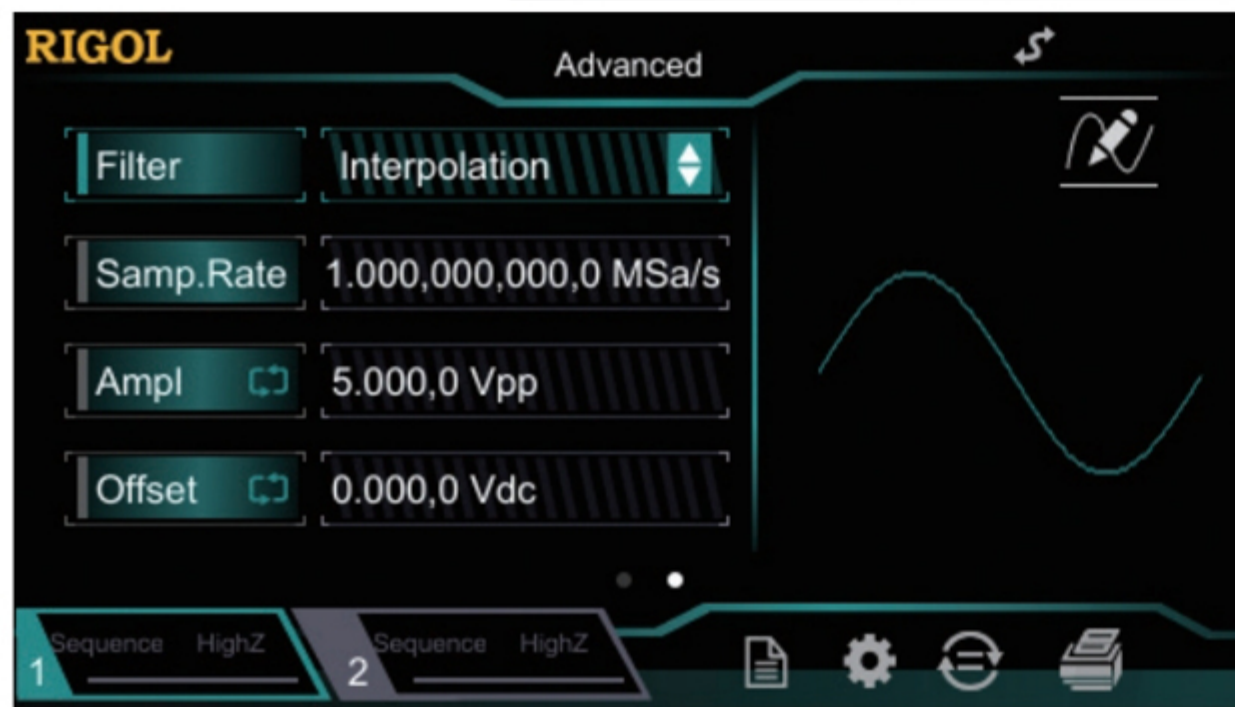 RIGOL
Advanced
Filter Interpolation
Samp.Rate 1.000,000,000,0 MSa/s
Ampl 5.000,0 Vpp
Offset 0.000,0 Vdc
1 Sequence HighZ
2 Sequence HighZ